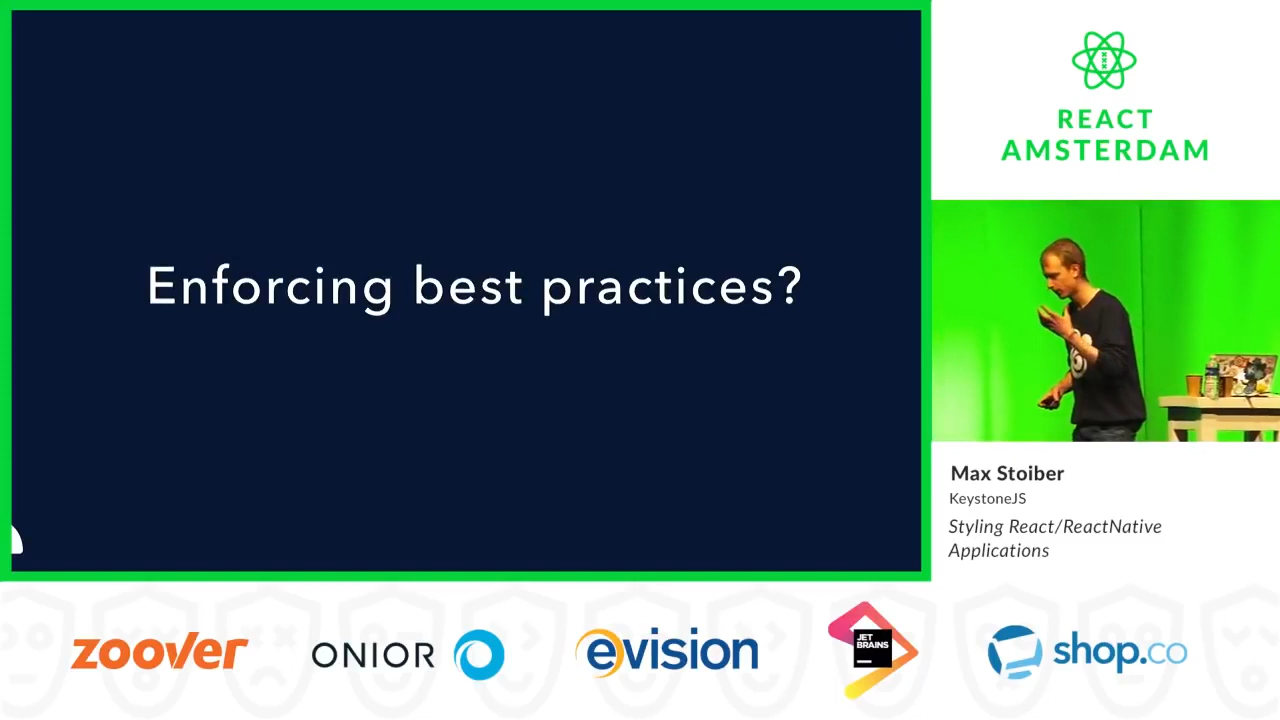 Enforcing best practices?
REACT
AMSTERDAM
Max Stoiber
KeystoneJS
Styling React/ReactNative
Applications
zoover
ONIOR
evision
JET
BRAINS
shop.co